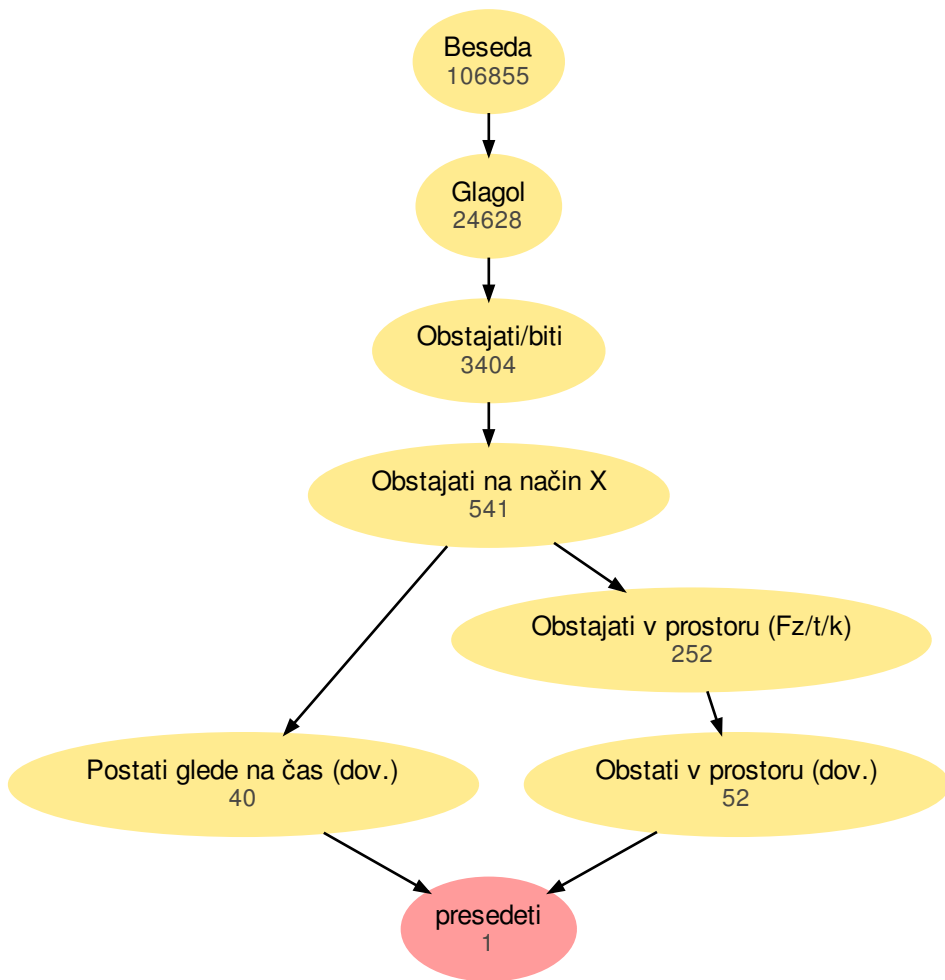 Beseda
106855
Glagol
24628
Obstajati/biti
3404
Obstajati na način X
541
Obstajati v prostoru (Fz/t/k)
252
Postati glede na čas (dov.)
40
Obstati v prostoru (dov.)
52
presedeti
1